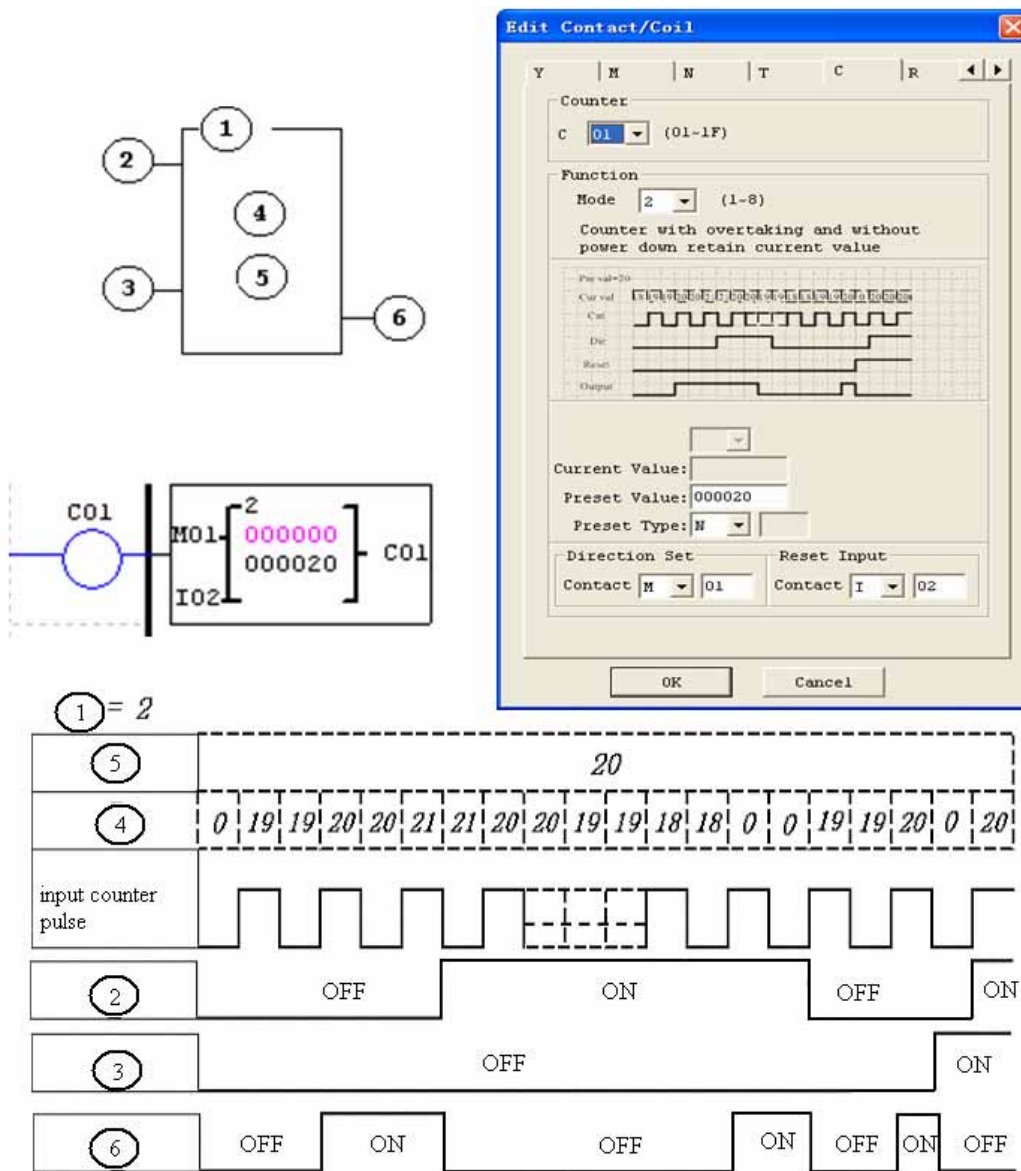 Edit Contact/Coil
Y M N T C R
Counter
C 01 (01~1F)
Function
Mode 2 (1~8)
Counter with overtaking and without
power down retain current value
Cur val
Cnt
Dir
Reset
Output
Current Value:
Preset Value: 000020
Preset Type: N
Direction Set
Contact M 01
Reset Input
Contact I 02
OK Cancel
1
2
3
4
5
6
C01
2
M01 000000
000020 C01
I02
1 = 2
5 20
4 0 19 19 20 20 21 21 20 20 19 19 18 18 0 0 19 19 20 0 20
input counter
pulse
2 OFF ON OFF ON
3 OFF ON
6 OFF ON OFF ON OFF ON OFF